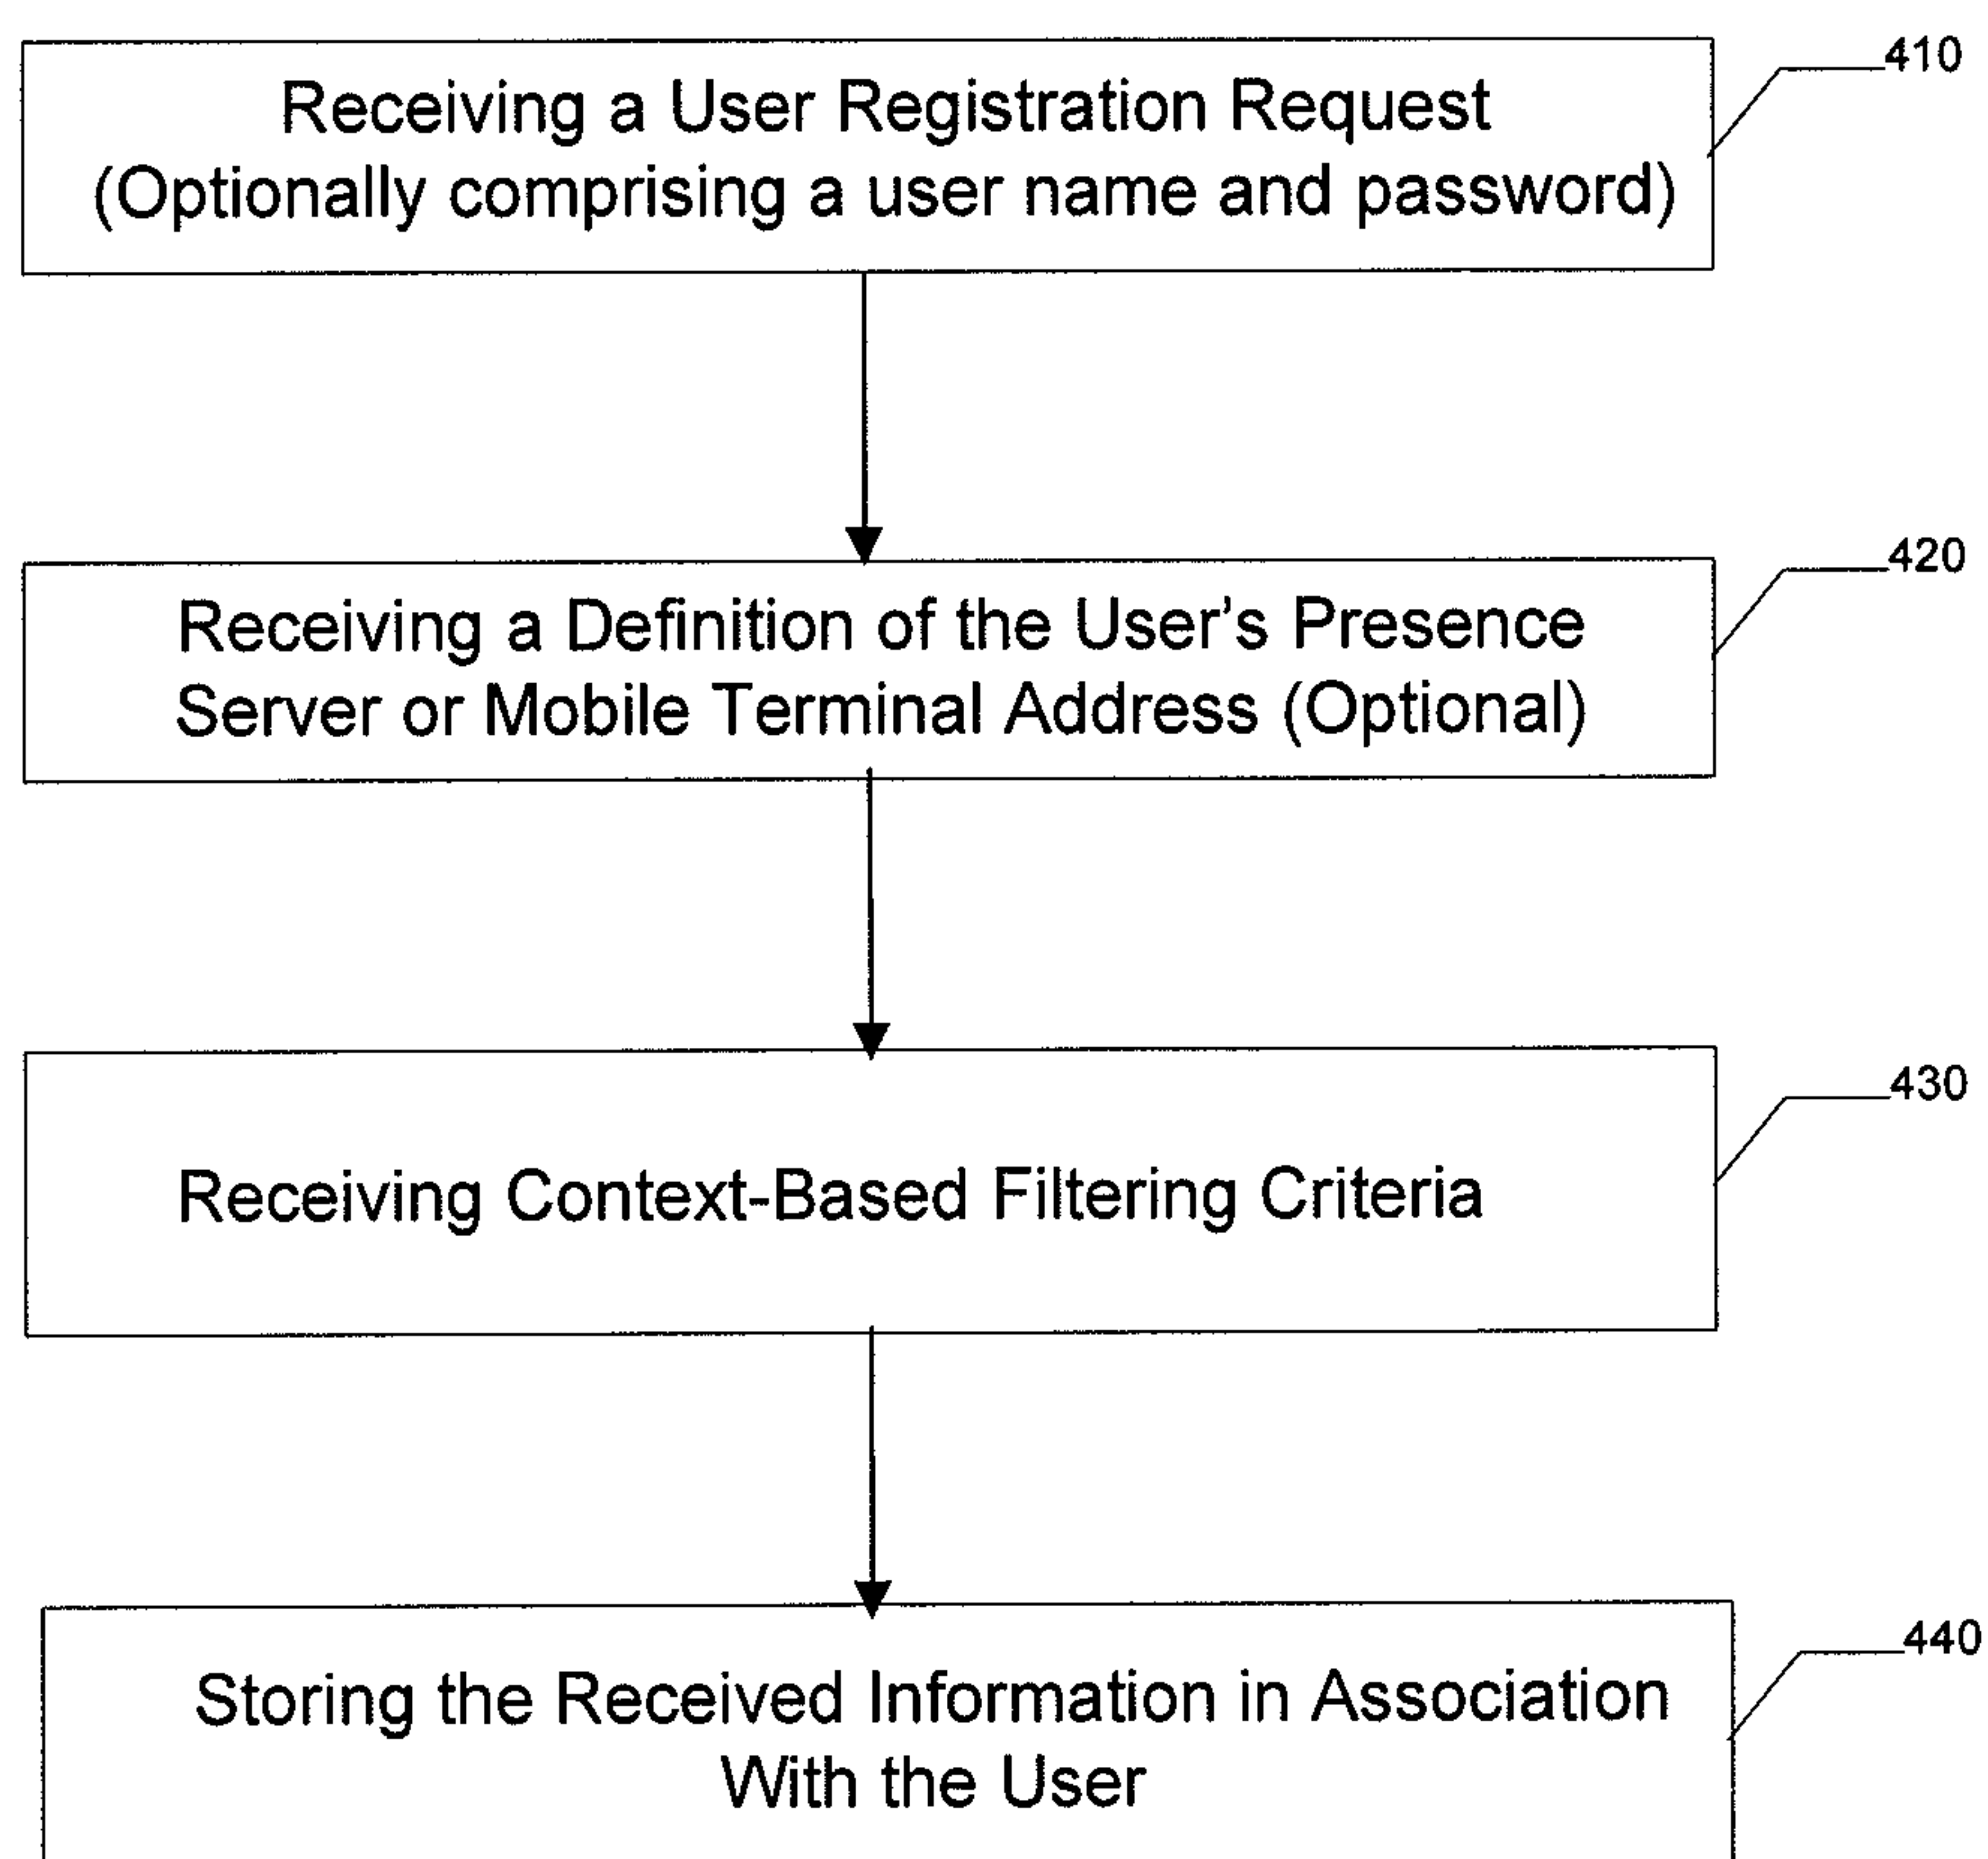 410
Receiving a User Registration Request
(Optionally comprising a user name and password)
420
Receiving a Definition of the User's Presence
Server or Mobile Terminal Address (Optional)
430
Receiving Context-Based Filtering Criteria
440
Storing the Received Information in Association
With the User